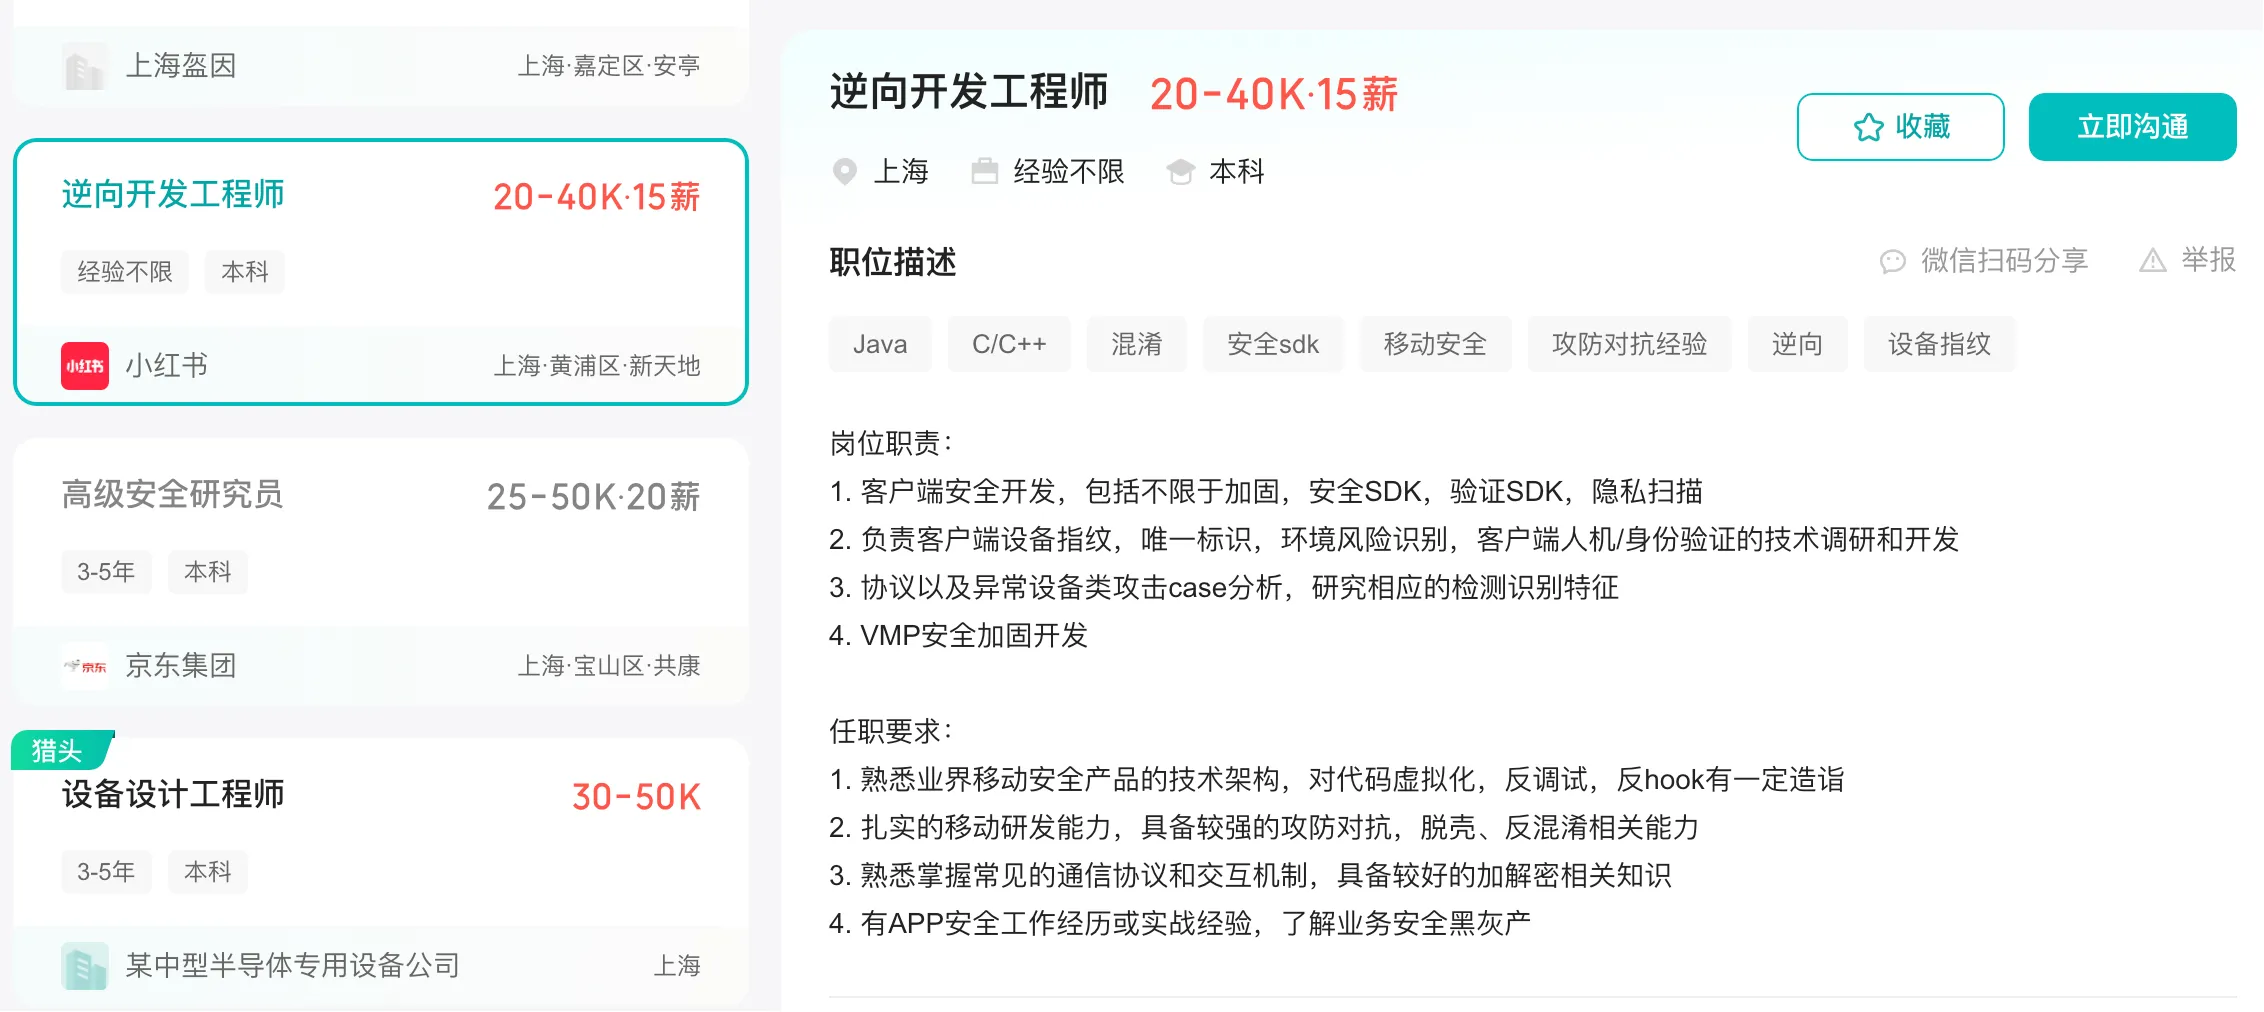 上海盔因
上海·嘉定区·安亭
逆向开发工程师
20-40K·15薪
经验不限
本科
小红书
小红书
上海·黄浦区·新天地
高级安全研究员
25-50K·20薪
3-5年
本科
京东
京东集团
上海·宝山区·共康
猎头
设备设计工程师
30-50K
3-5年
本科
某中型半导体专用设备公司
上海
逆向开发工程师
20-40K·15薪
收藏
立即沟通
上海
经验不限
本科
职位描述
微信扫码分享
举报
Java
C/C++
混淆
安全sdk
移动安全
攻防对抗经验
逆向
设备指纹
岗位职责：
1. 客户端安全开发，包括不限于加固，安全SDK，验证SDK，隐私扫描
2. 负责客户端设备指纹，唯一标识，环境风险识别，客户端人机/身份验证的技术调研和开发
3. 协议以及异常设备类攻击case分析，研究相应的检测识别特征
4. VMP安全加固开发
任职要求：
1. 熟悉业界移动安全产品的技术架构，对代码虚拟化，反调试，反hook有一定造诣
2. 扎实的移动研发能力，具备较强的攻防对抗，脱壳、反混淆相关能力
3. 熟悉掌握常见的通信协议和交互机制，具备较好的加解密相关知识
4. 有APP安全工作经历或实战经验，了解业务安全黑灰产